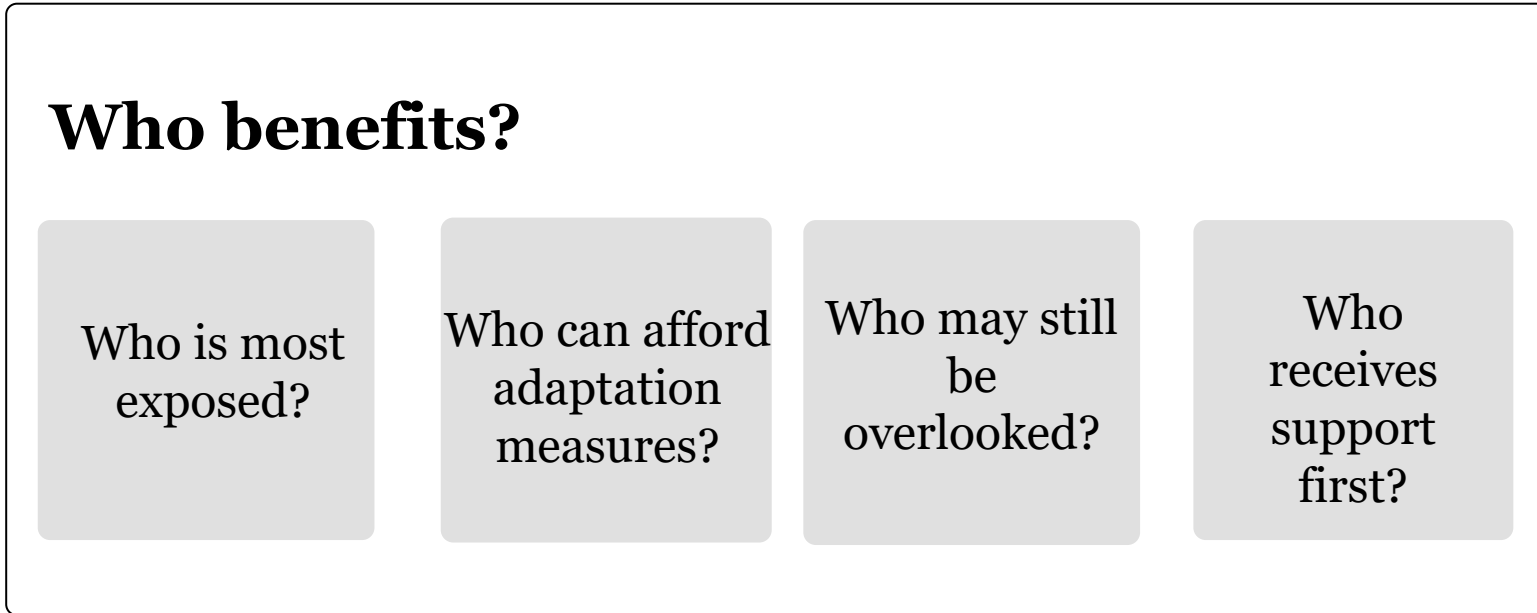 Who benefits?
Who is most
exposed?
Who can afford
adaptation
measures?
Who may still
be
overlooked?
Who
receives
support
first?